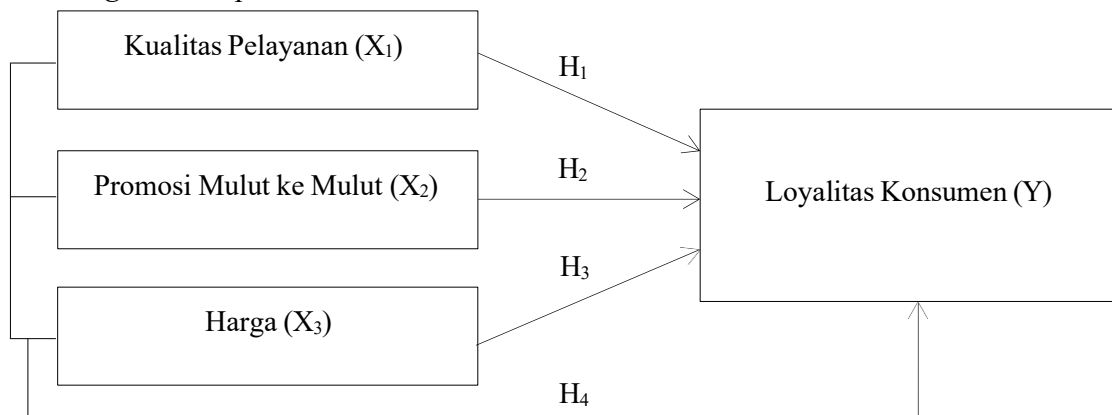 Kualitas Pelayanan (X₁)
H₁
Promosi Mulut ke Mulut (X₂)
H₂
Loyalitas Konsumen (Y)
H₃
Harga (X₃)
H₄